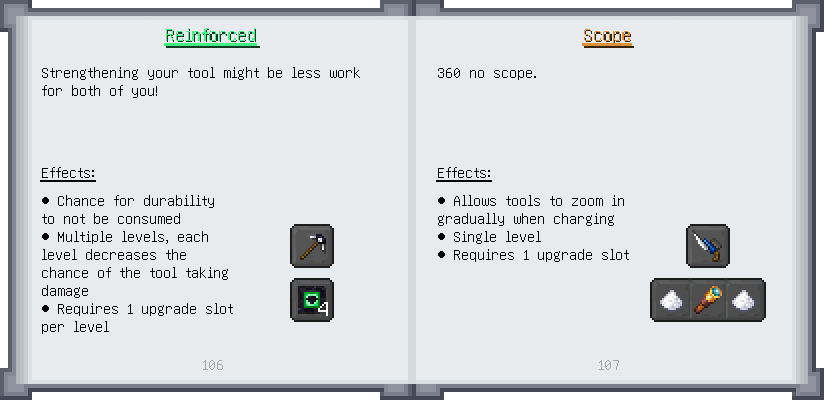 Reinforced
Strengthening your tool might be less work
for both of you!
Effects:
● Chance for durability
to not be consumed
● Multiple levels, each
level decreases the
chance of the tool taking
damage
● Requires 1 upgrade slot
per level
4
106
Scope
360 no scope.
Effects:
● Allows tools to zoom in
gradually when charging
● Single level
● Requires 1 upgrade slot
107